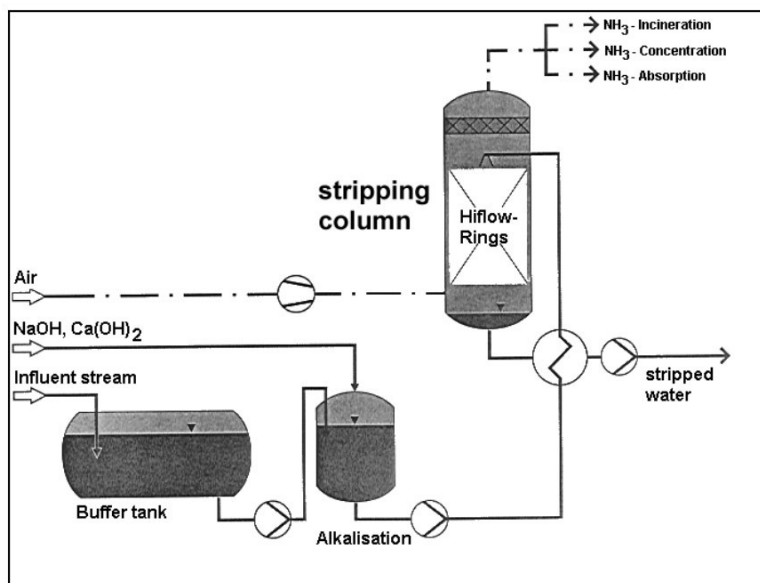 NH3 - Incineration
NH3 - Concentration
NH3 - Absorption
stripping
column
Hiflow-
Rings
Air
NaOH, Ca(OH)2
Influent stream
stripped
water
Buffer tank
Alkalisation